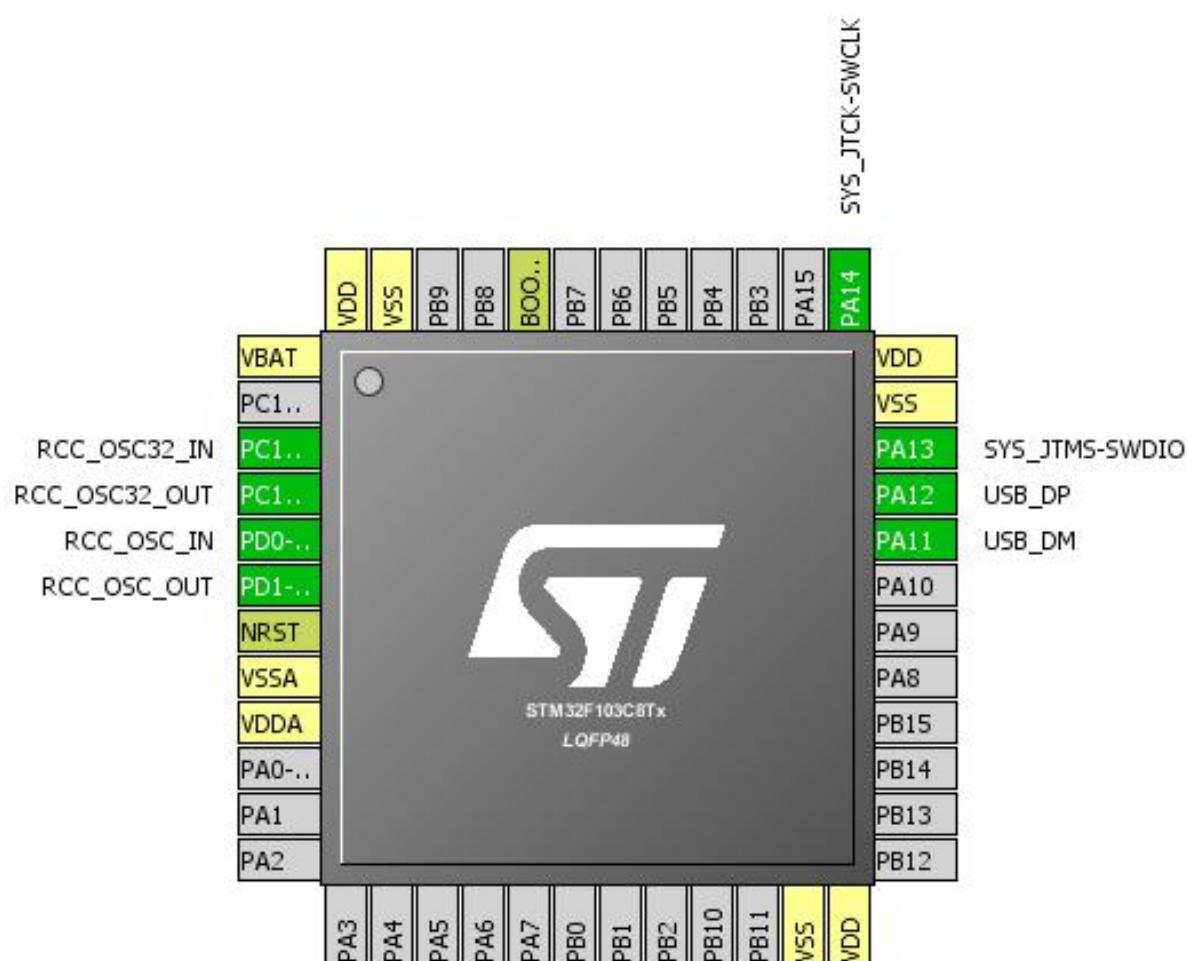 SYS_JTCK-SWCLK
VDD VSS PB9 PB8 BOO.. PB7 PB6 PB5 PB4 PB3 PA15 PA14
VBAT VDD
PC1.. VSS
RCC_OSC32_IN PC1.. PA13 SYS_JTMS-SWDIO
RCC_OSC32_OUT PC1.. PA12 USB_DP
RCC_OSC_IN PD0-.. PA11 USB_DM
RCC_OSC_OUT PD1-.. PA10
NRST PA9
VSSA PA8
ST
STM32F103C8Tx
VDDA PB15
LQFP48
PA0-.. PB14
PA1 PB13
PA2 PB12
PA3 PA4 PA5 PA6 PA7 PB0 PB1 PB2 PB10 PB11 VSS VDD